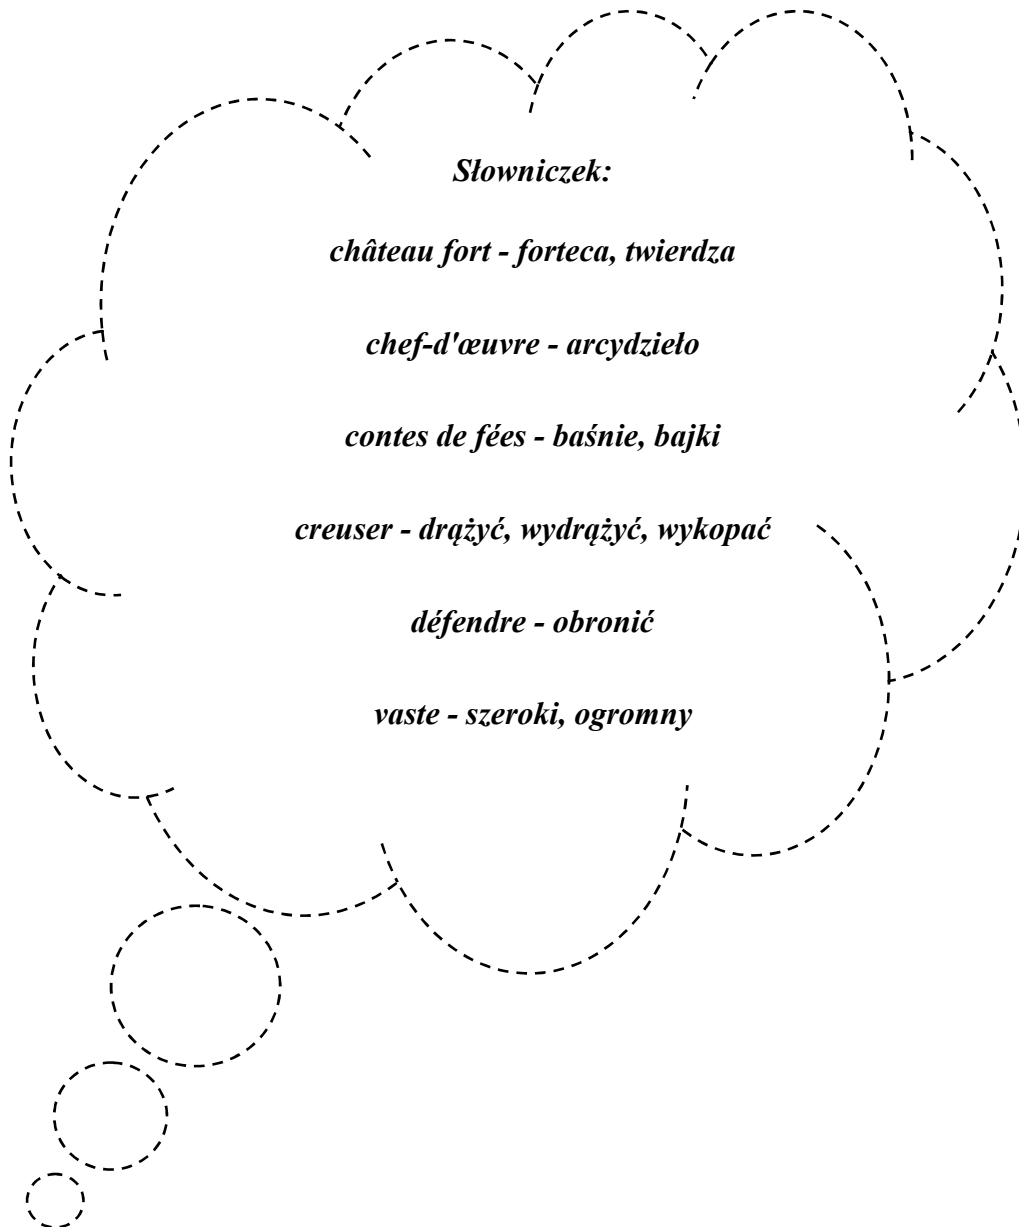 Słowniczek:
château fort - forteca, twierdza
chef-d'œuvre - arcydzieło
contes de fées - baśnie, bajki
creuser - drążyć, wydrążyć, wykopać
défendre - obronić
vaste - szeroki, ogromny